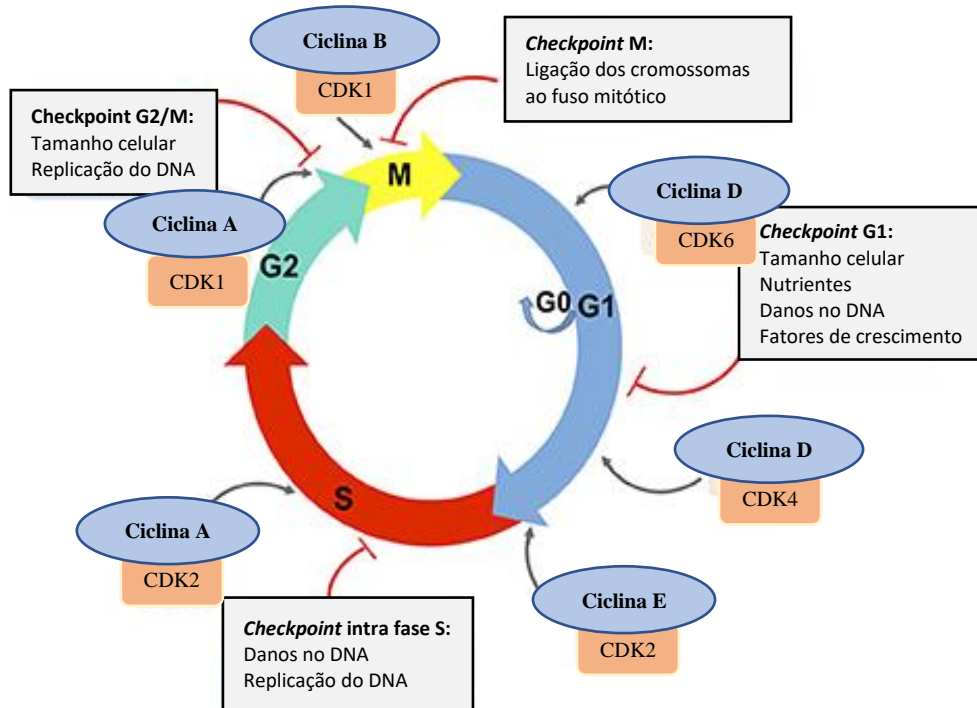 Ciclina B
CDK1
Checkpoint M:
Ligação dos cromossomas
ao fuso mitótico
Checkpoint G2/M:
Tamanho celular
Replicação do DNA
M
Ciclina A
CDK1
G2
Ciclina D
CDK6
Checkpoint G1:
Tamanho celular
Nutrientes
Danos no DNA
Fatores de crescimento
G0
G1
Ciclina D
CDK4
S
Ciclina A
CDK2
Ciclina E
CDK2
Checkpoint intra fase S:
Danos no DNA
Replicação do DNA